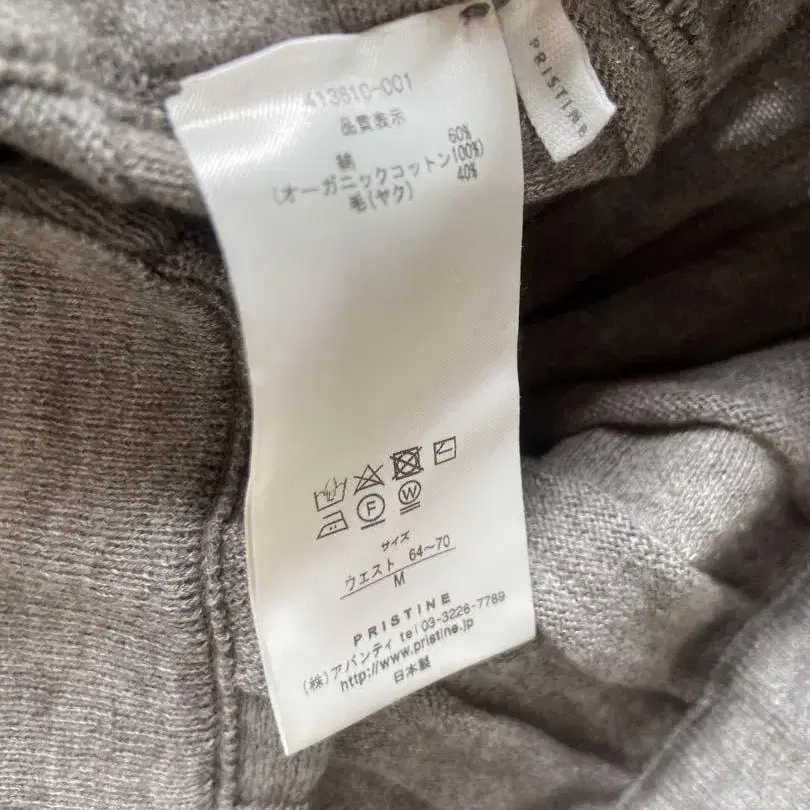 413610-001
品質表示
綿 60%
(オーガニックコットン100%)
毛(ヤク) 40%
F W
サイズ
ウエスト 64~70
M
PRISTINE
(株)アバンティ tel 03-3226-7789
http://www.pristine.jp
日本製
PRISTINE